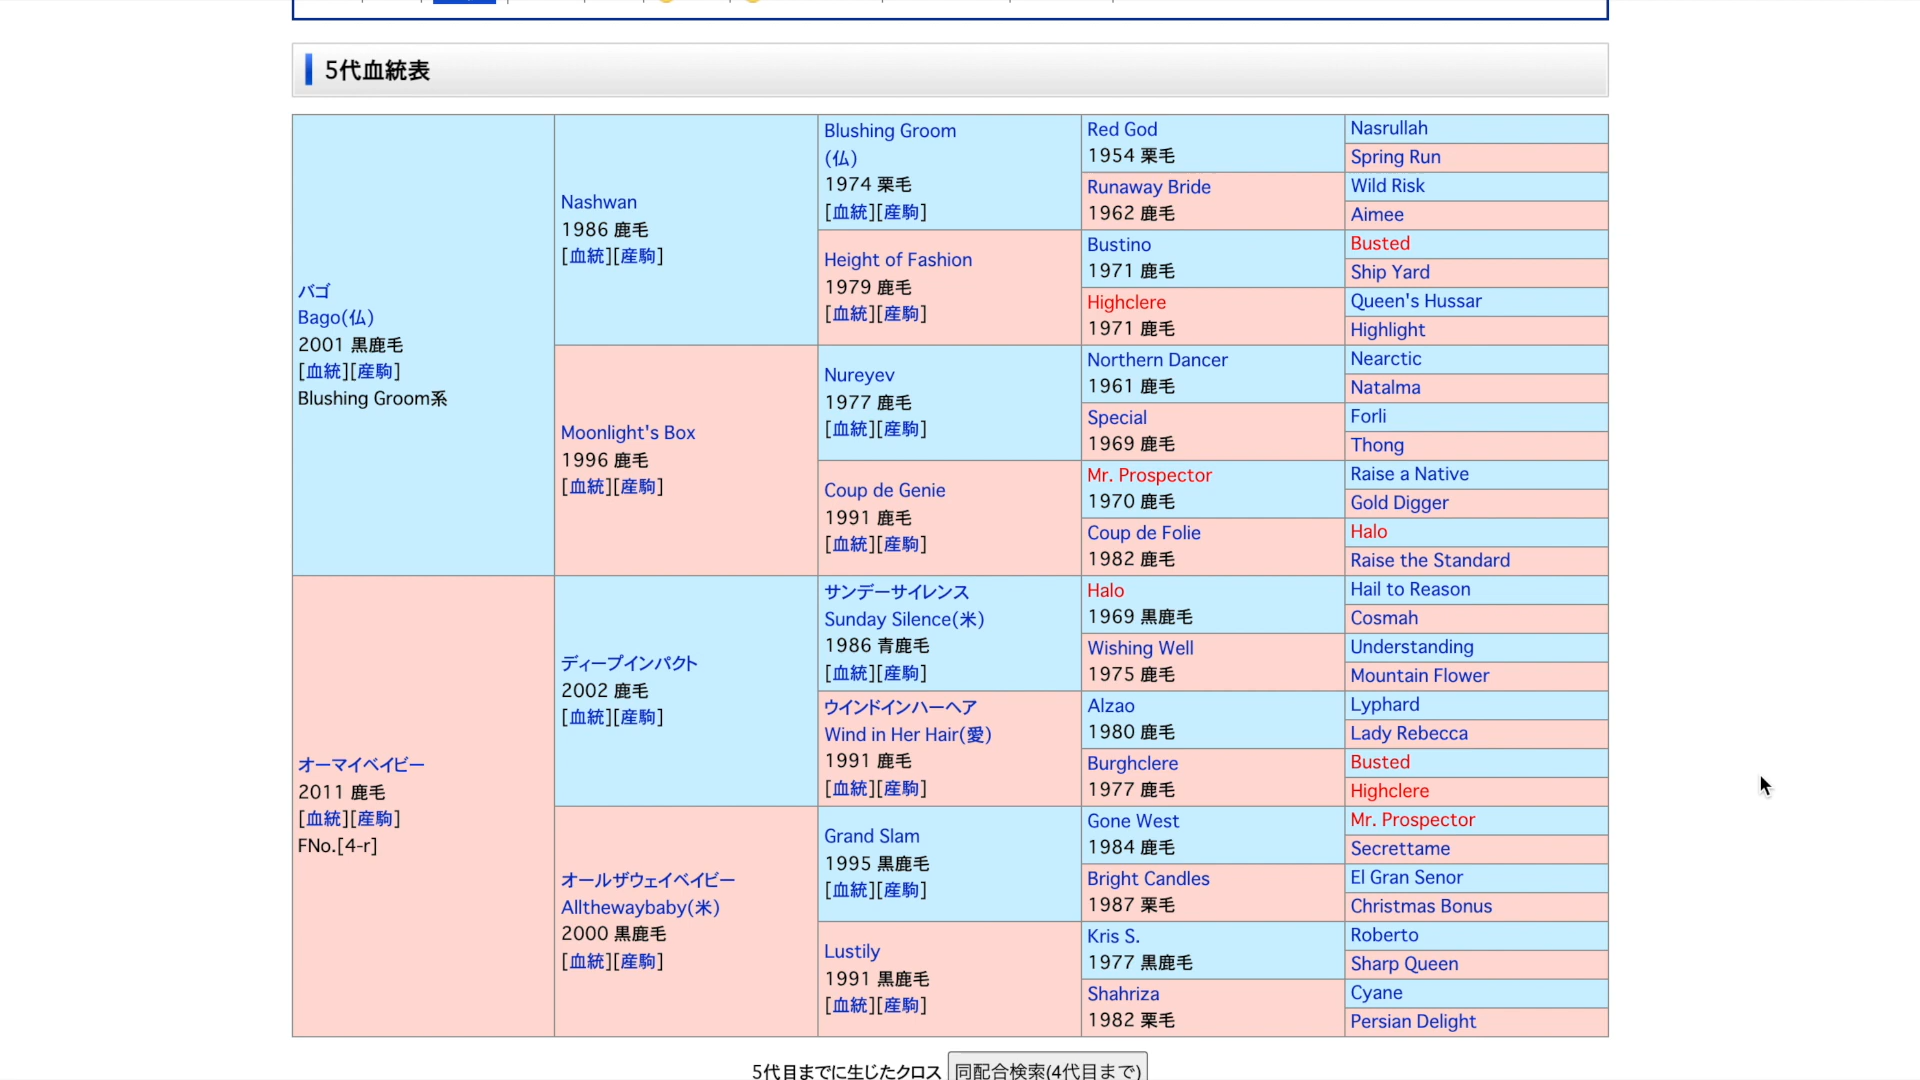 5代血統表
バゴ
Bago(仏)
2001 黒鹿毛
[血統][産駒]
Blushing Groom系
Nashwan
1986 鹿毛
[血統][産駒]
Blushing Groom
(仏)
1974 栗毛
[血統][産駒]
Red God
1954 栗毛
Nasrullah
Spring Run
Runaway Bride
1962 鹿毛
Wild Risk
Aimee
Height of Fashion
1979 鹿毛
[血統][産駒]
Bustino
1971 鹿毛
Busted
Ship Yard
Highclere
1971 鹿毛
Queen's Hussar
Highlight
Moonlight's Box
1996 鹿毛
[血統][産駒]
Nureyev
1977 鹿毛
[血統][産駒]
Northern Dancer
1961 鹿毛
Nearctic
Natalma
Special
1969 鹿毛
Forli
Thong
Coup de Genie
1991 鹿毛
[血統][産駒]
Mr. Prospector
1970 鹿毛
Raise a Native
Gold Digger
Coup de Folie
1982 鹿毛
Halo
Raise the Standard
オーマイベイビー
2011 鹿毛
[血統][産駒]
FNo.[4-r]
ディープインパクト
2002 鹿毛
[血統][産駒]
サンデーサイレンス
Sunday Silence(米)
1986 青鹿毛
[血統][産駒]
Halo
1969 黒鹿毛
Hail to Reason
Cosmah
Wishing Well
1975 鹿毛
Understanding
Mountain Flower
ウインドインハーヘア
Wind in Her Hair(愛)
1991 鹿毛
[血統][産駒]
Alzao
1980 鹿毛
Lyphard
Lady Rebecca
Burghclere
1977 鹿毛
Busted
Highclere
オールザウェイベイビー
Allthewaybaby(米)
2000 黒鹿毛
[血統][産駒]
Grand Slam
1995 黒鹿毛
[血統][産駒]
Gone West
1984 鹿毛
Mr. Prospector
Secrettame
Bright Candles
1987 栗毛
El Gran Senor
Christmas Bonus
Lustily
1991 黒鹿毛
[血統][産駒]
Kris S.
1977 黒鹿毛
Roberto
Sharp Queen
Shahriza
1982 栗毛
Cyane
Persian Delight
5代目までに生じたクロス 同配合検索(4代目まで)